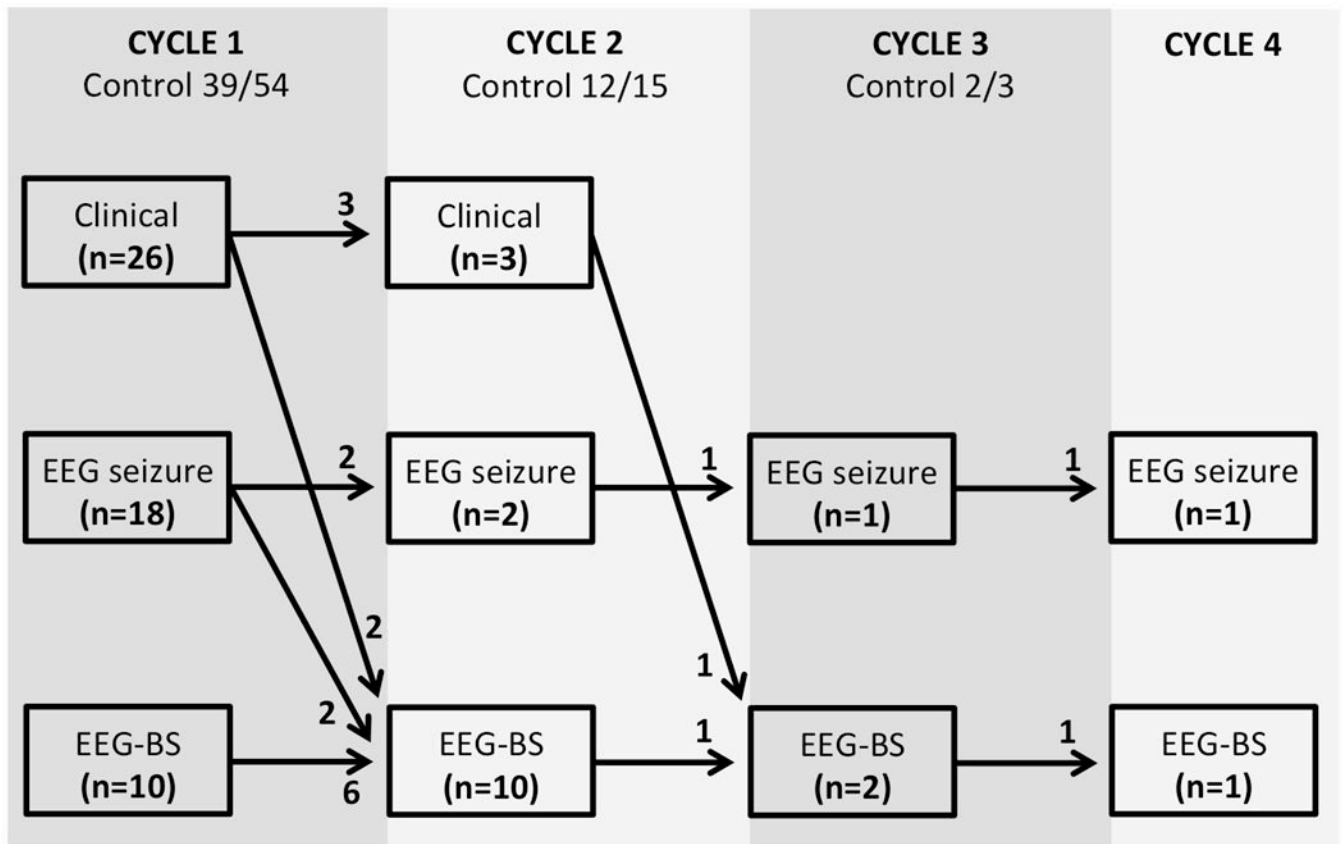 CYCLE 1
Control 39/54
CYCLE 2
Control 12/15
CYCLE 3
Control 2/3
CYCLE 4
Clinical
(n=26)
3
Clinical
(n=3)
EEG seizure
(n=18)
2
EEG seizure
(n=2)
1
EEG seizure
(n=1)
1
EEG seizure
(n=1)
2
2
1
EEG-BS
(n=10)
6
EEG-BS
(n=10)
1
EEG-BS
(n=2)
1
EEG-BS
(n=1)